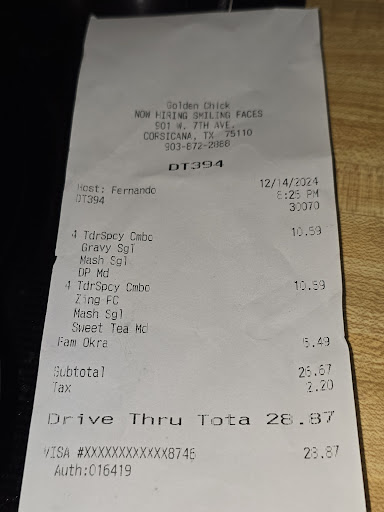 Golden Chick
NOW HIRING SMILING FACES
901 W. 7TH AVE.
CORSICANA, TX 75110
903-872-2888
DT394
Host: Fernando 12/14/2024
DT394 8:25 PM
30070
4 TdrSpcy Cmbo 10.59
Gravy Sgl
Mash Sgl
DP Md
4 TdrSpcy Cmbo 10.59
Zing FC
Mash Sgl
Sweet Tea Md
Fam Okra 5.49
Subtotal 26.67
Tax 2.20
Drive Thru Tota 28.87
VISA #XXXXXXXXXXXX8746 28.87
Auth:016419